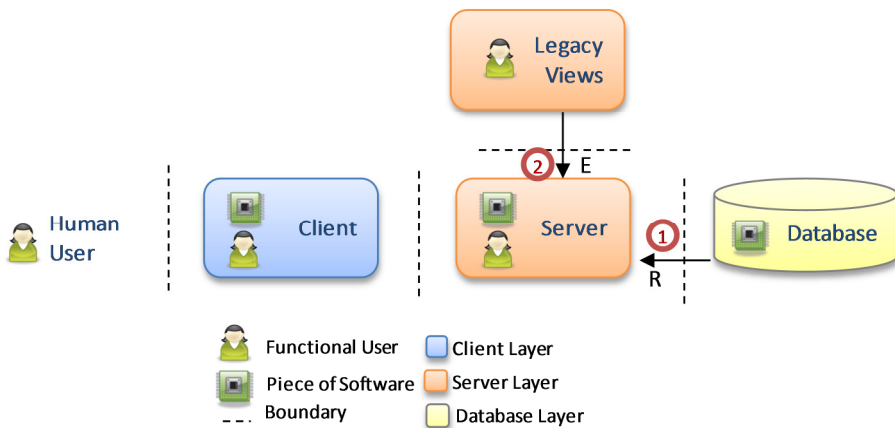 Legacy
Views
2
E
Human
User
Client
Server
1
R
Database
Functional User
Client Layer
Piece of Software
Server Layer
Boundary
Database Layer